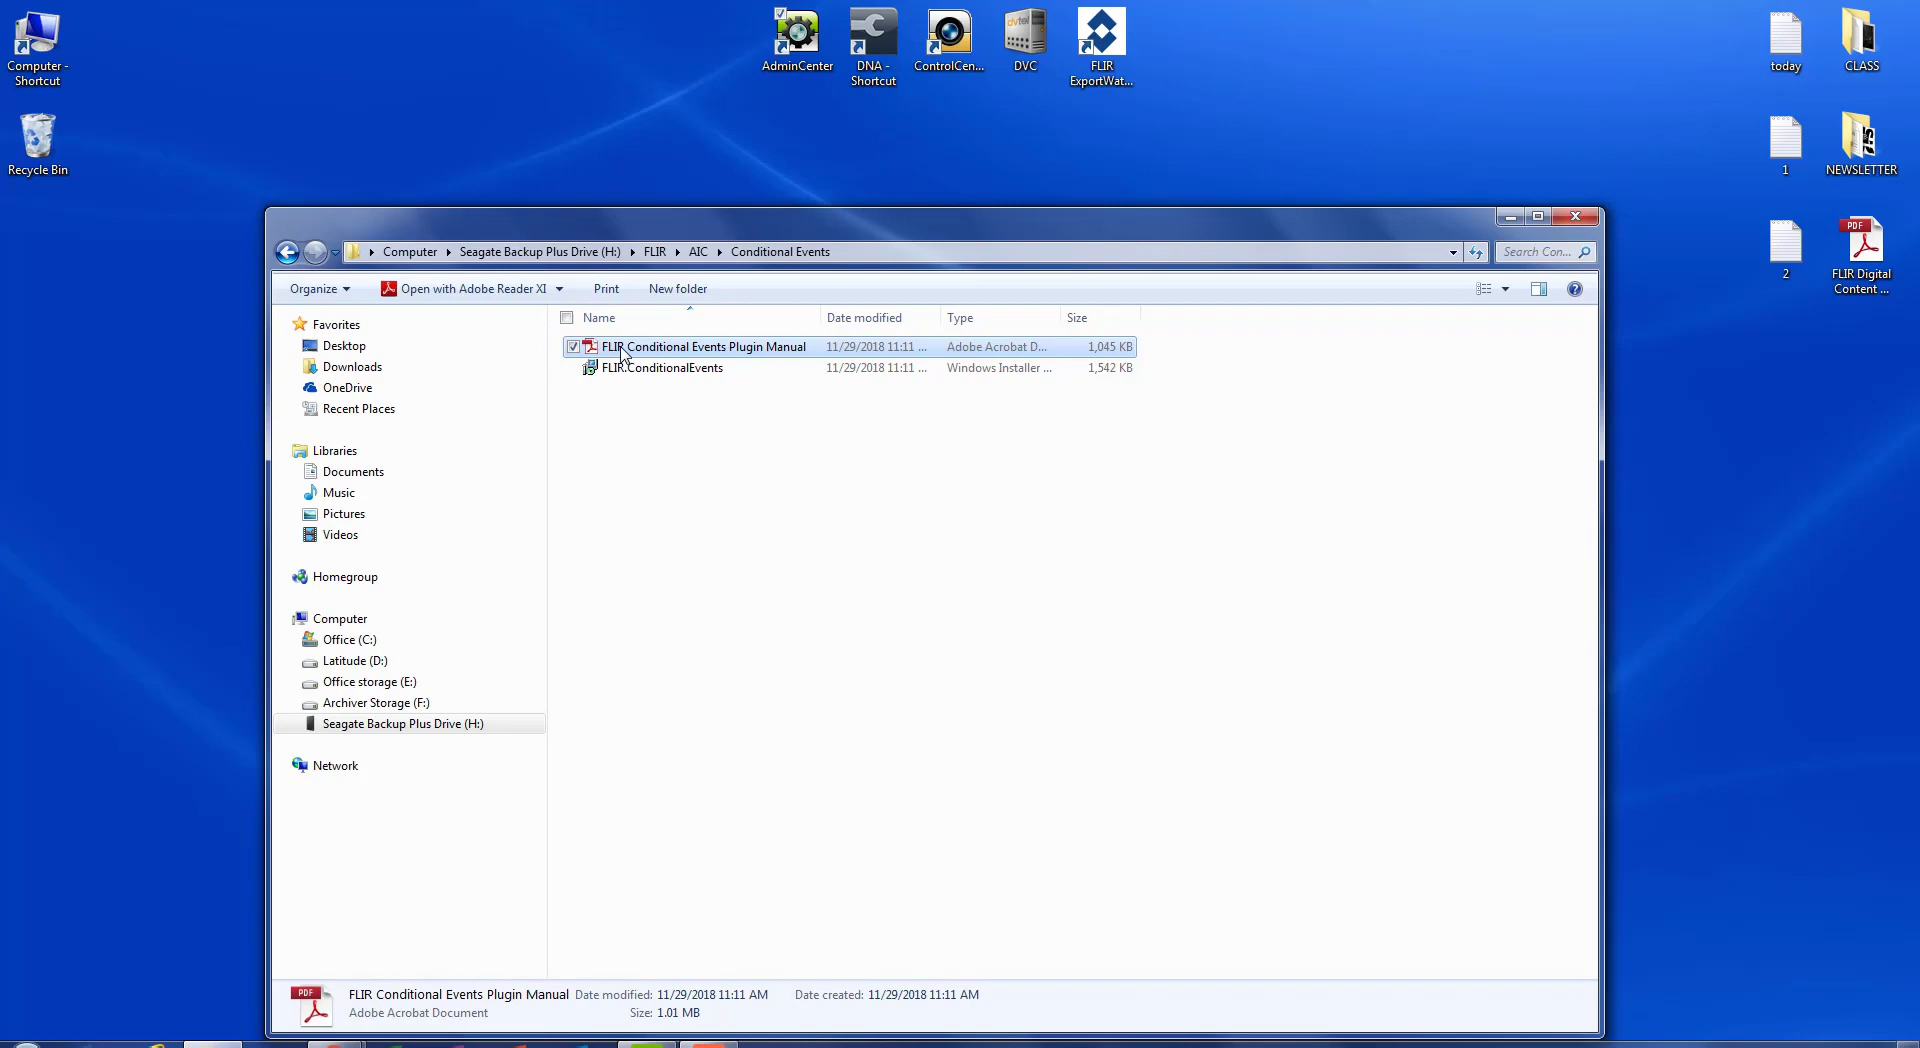 Computer -
Shortcut
Recycle Bin
AdminCenter
DNA -
Shortcut
ControlCen...
dvtel
DVC
FLIR
ExportWat...
today
CLASS
1
NEWSLETTER
2
PDF
FLIR Digital
Content ...
Computer
Seagate Backup Plus Drive (H:)
FLIR
AIC
Conditional Events
Search Con...
Organize
Open with Adobe Reader XI
Print
New folder
Name
Date modified
Type
Size
FLIR Conditional Events Plugin Manual 11/29/2018 11:11 ... Adobe Acrobat D... 1,045 KB
FLIR.ConditionalEvents 11/29/2018 11:11 ... Windows Installer ... 1,542 KB
Favorites
Desktop
Downloads
OneDrive
Recent Places
Libraries
Documents
Music
Pictures
Videos
Homegroup
Computer
Office (C:)
Latitude (D:)
Office storage (E:)
Archiver Storage (F:)
Seagate Backup Plus Drive (H:)
Network
PDF
FLIR Conditional Events Plugin Manual Date modified: 11/29/2018 11:11 AM Date created: 11/29/2018 11:11 AM
Adobe Acrobat Document Size: 1.01 MB